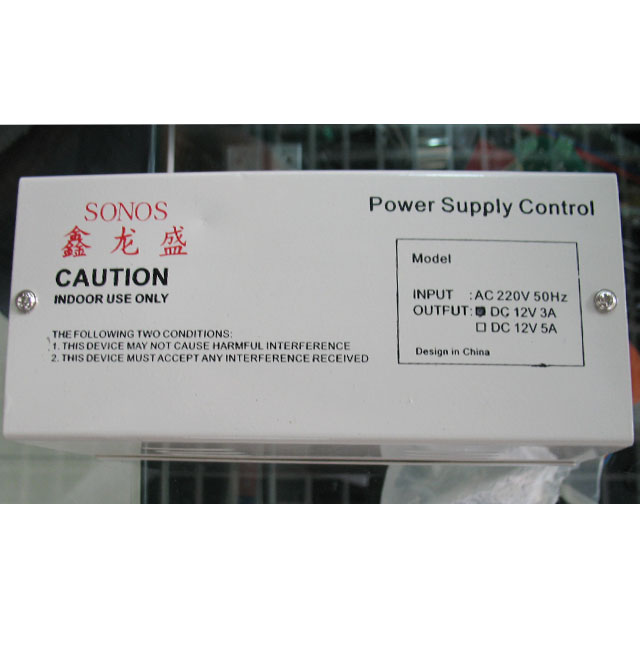 SONOS
鑫龙盛
CAUTION
INDOOR USE ONLY
THE FOLLOWING TWO CONDITIONS:
1. THIS DEVICE MAY NOT CAUSE HARMFUL INTERFERENCE
2. THIS DEVICE MUST ACCEPT ANY INTERFERENCE RECEIVED
Power Supply Control
Model
INPUT :AC 220V 50Hz
OUTPUT: DC 12V 3A
DC 12V 5A
Design in China